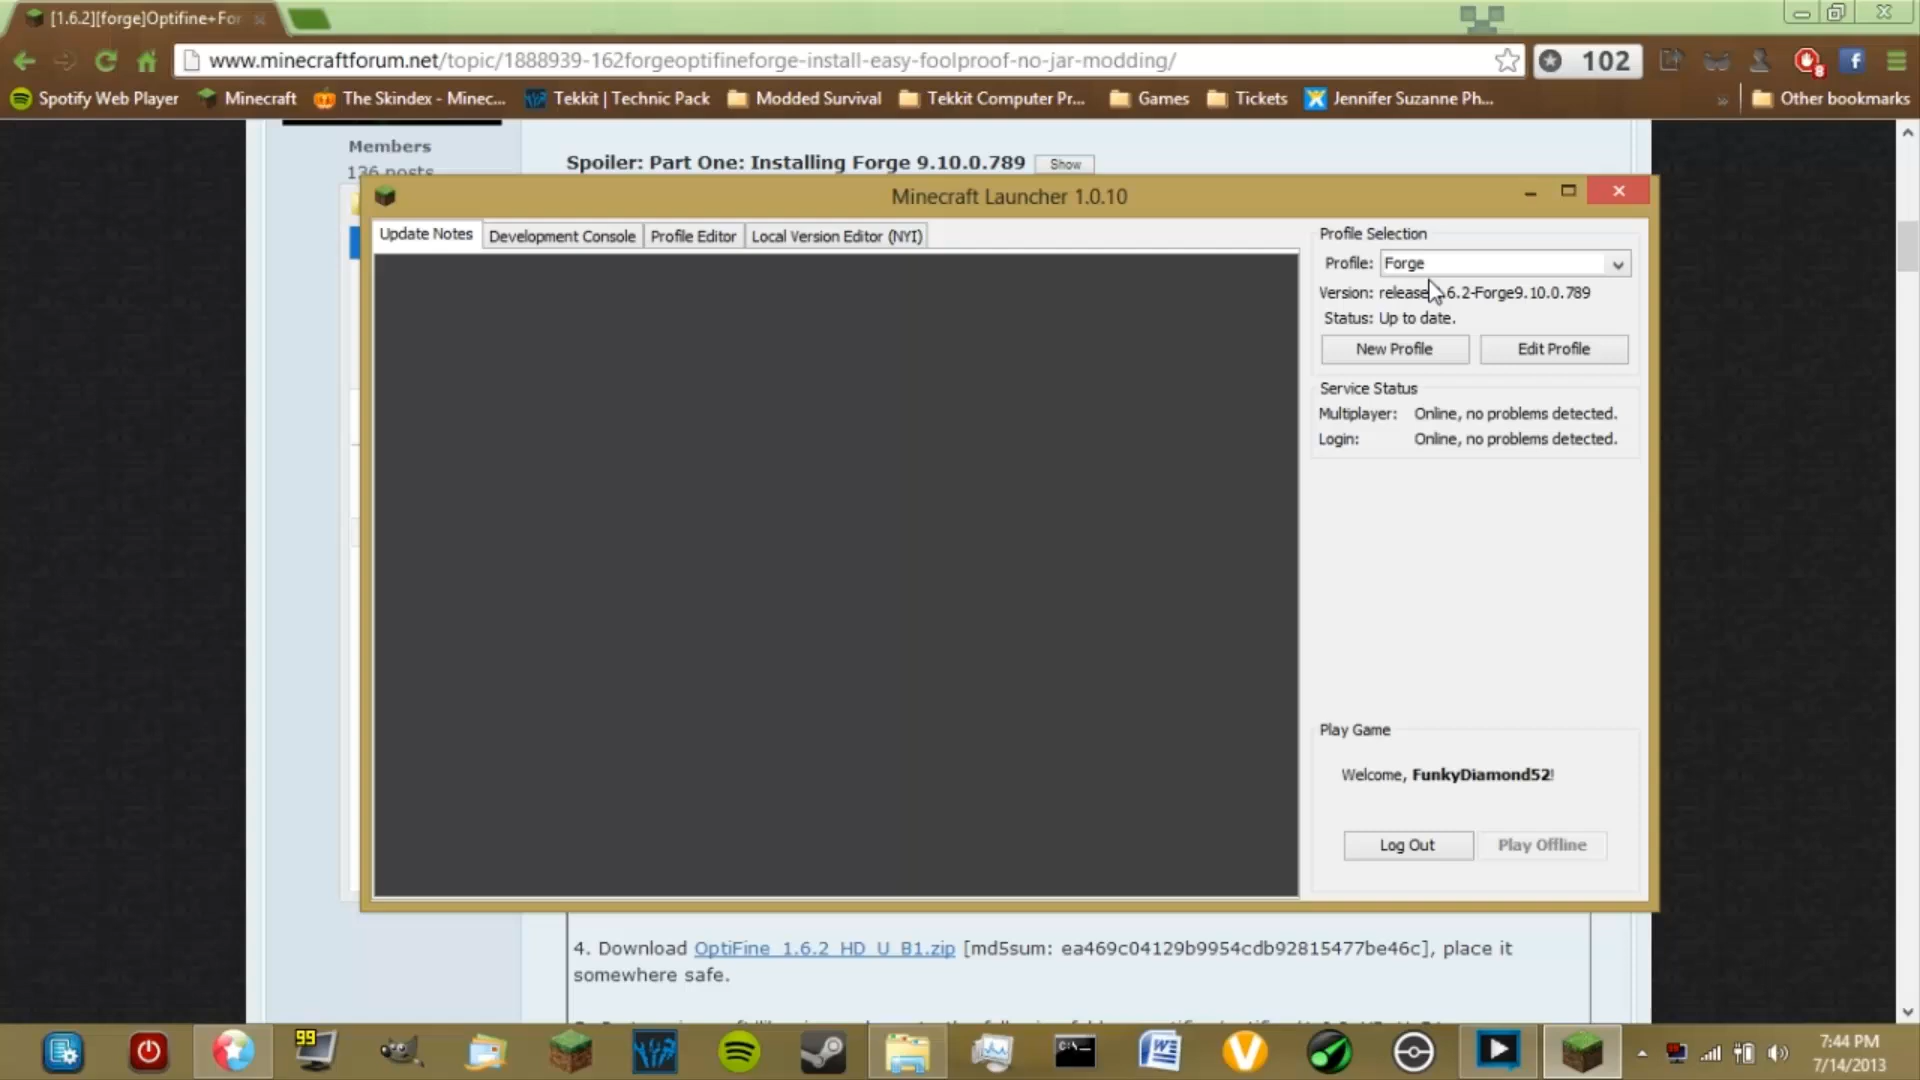 [1.6.2][forge]Optifine+For
www.minecraftforum.net/topic/1888939-162forgeoptifineforge-install-easy-foolproof-no-jar-modding/
102
8
Spotify Web Player
Minecraft
The Skindex - Minec...
Tekkit | Technic Pack
Modded Survival
Tekkit Computer Pr...
Games
Tickets
Jennifer Suzanne Ph...
Other bookmarks
Members
136 posts
Spoiler: Part One: Installing Forge 9.10.0.789
Show
Minecraft Launcher 1.0.10
Update Notes
Development Console
Profile Editor
Local Version Editor (NYI)
Profile Selection
Profile: Forge
Version: release 6.2-Forge9.10.0.789
Status: Up to date.
New Profile
Edit Profile
Service Status
Multiplayer: Online, no problems detected.
Login: Online, no problems detected.
Play Game
Welcome, FunkyDiamond52!
Log Out
Play Offline
4. Download OptiFine_1.6.2_HD_U_B1.zip [md5sum: ea469c04129b9954cdb92815477be46c], place it
somewhere safe.
99
C:\_
7:44 PM
7/14/2013